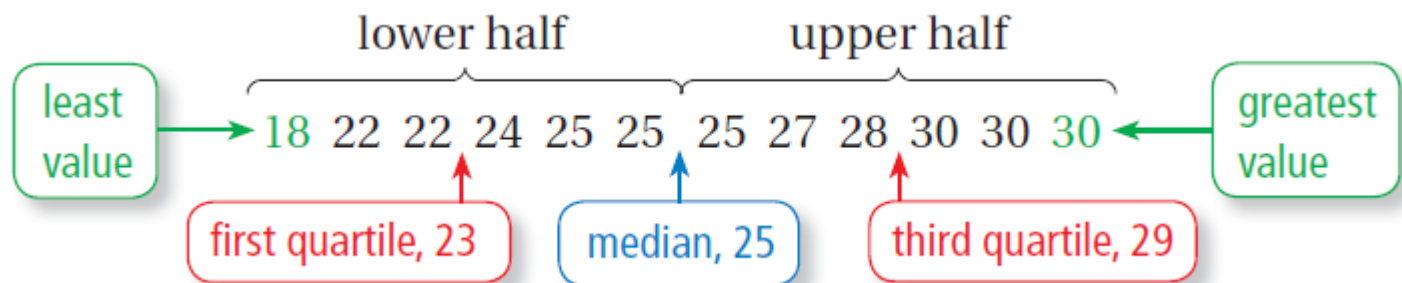 lower half upper half
least
value
18 22 22 24 25 25 25 27 28 30 30 30
greatest
value
first quartile, 23 median, 25 third quartile, 29